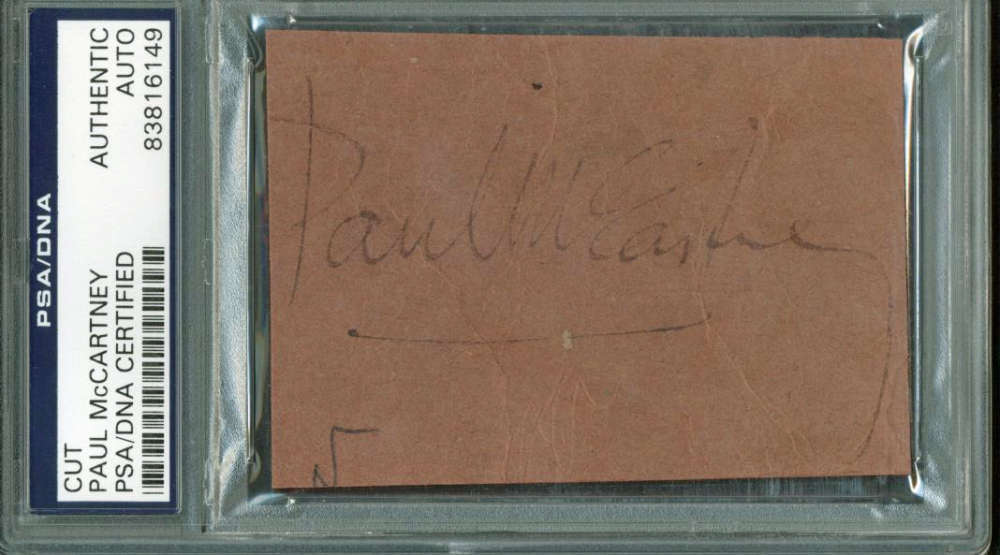 PSA/DNA
CUT
PAUL McCARTNEY
PSA/DNA CERTIFIED
AUTHENTIC
AUTO
83816149
Paul McCartney